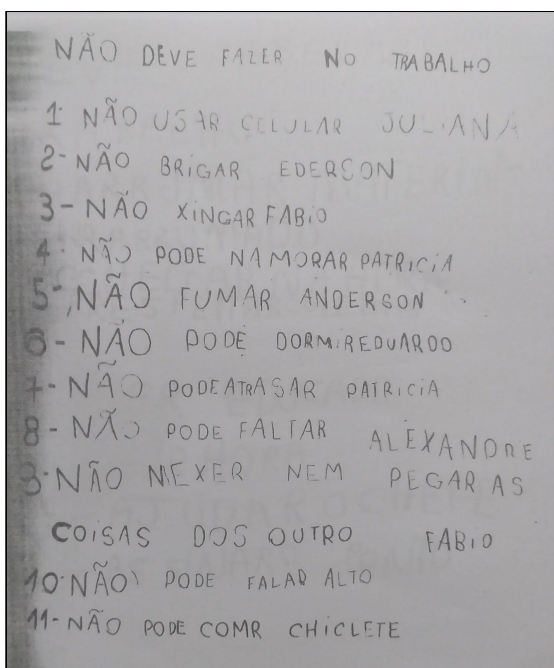 NÃO DEVE FAZER NO TRABALHO
1- NÃO USAR CELULAR JULIANA
2- NÃO BRIGAR EDERSON
3- NÃO XINGAR FABIO
4- NÃO PODE NAMORAR PATRICIA
5- NÃO FUMAR ANDERSON
6- NÃO PODE DORMIR EDUARDO
7- NÃO PODE ATRASAR PATRICIA
8- NÃO PODE FALTAR ALEXANDRE
9- NÃO MEXER NEM PEGAR AS
COISAS DOS OUTRO FABIO
10- NÃO PODE FALAR ALTO
11- NÃO PODE COMR CHICLETE